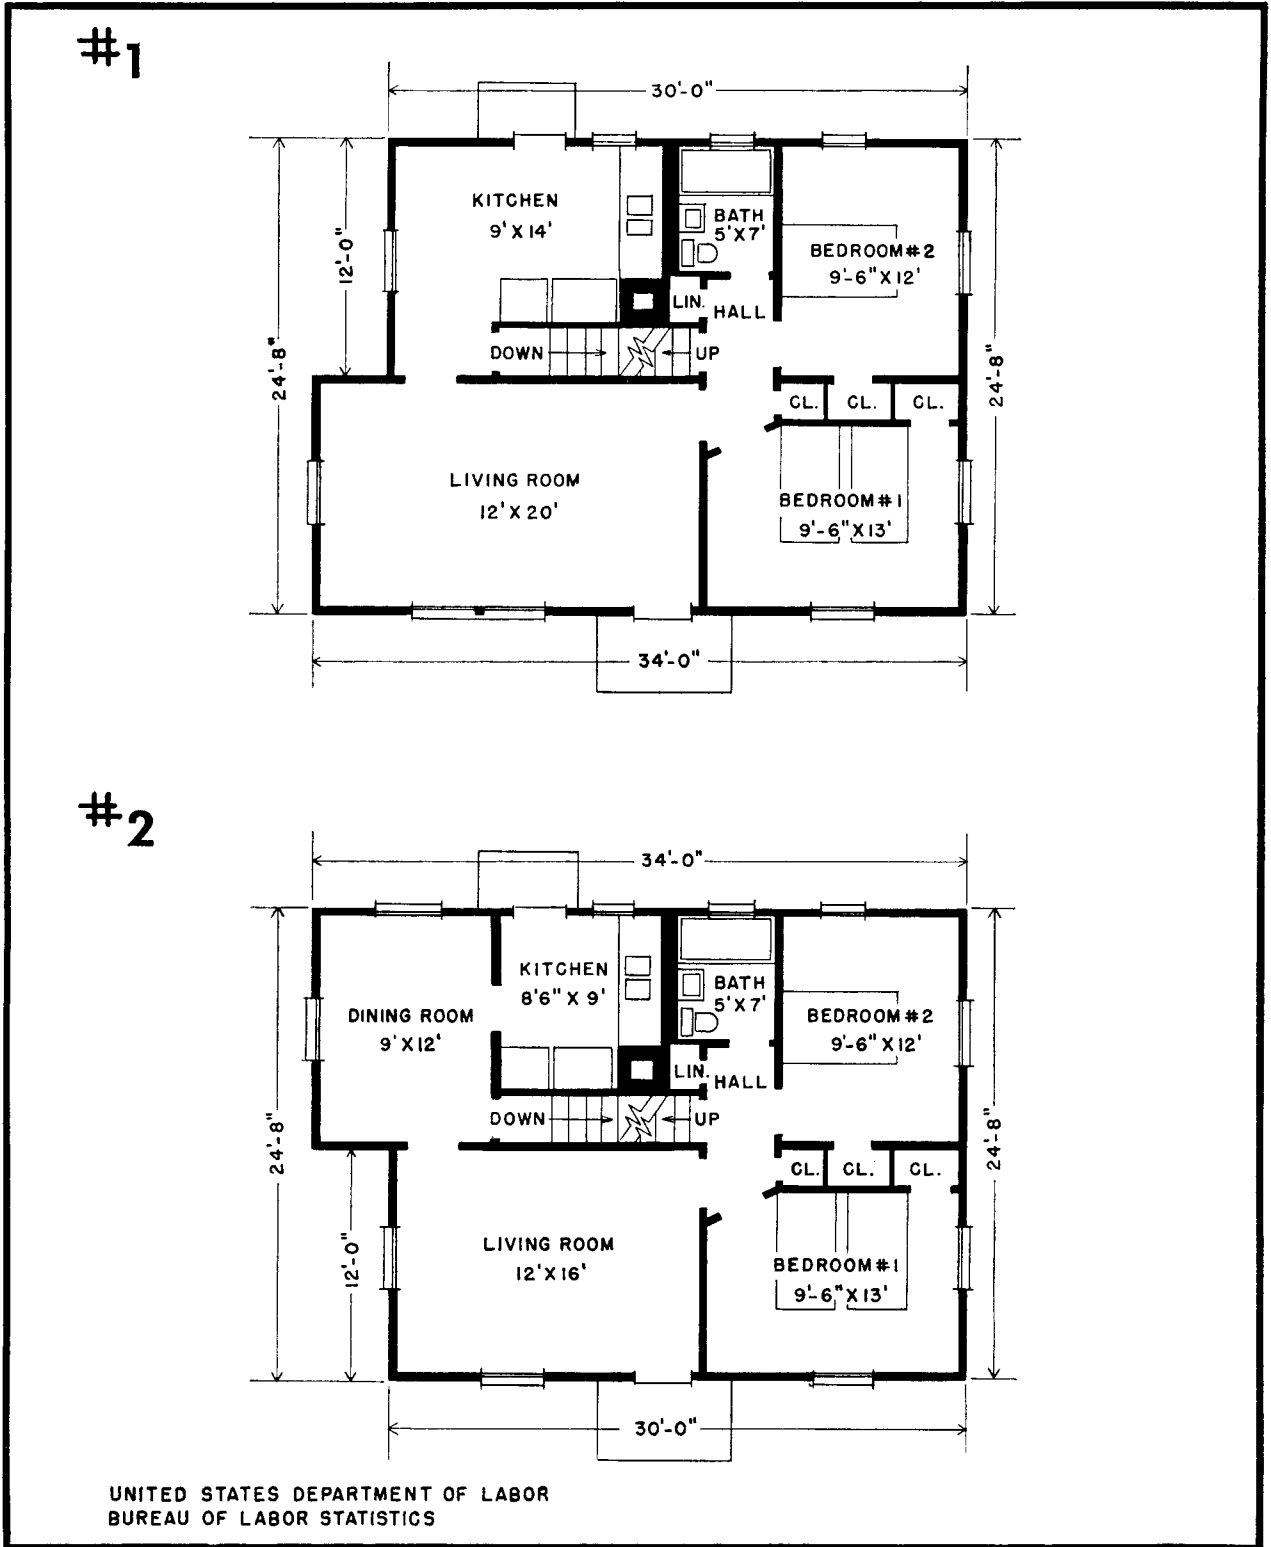 #1
30'-0"
KITCHEN
9' X 14'
BATH
5' X 7'
BEDROOM #2
9'-6" X 12'
12'-0"
LIN.
HALL
DOWN
UP
24'-8"
24'-8"
CL.
CL.
CL.
LIVING ROOM
12' X 20'
BEDROOM #1
9'-6" X 13'
34'-0"
#2
34'-0"
KITCHEN
8'6" X 9'
BATH
5' X 7'
DINING ROOM
9' X 12'
BEDROOM #2
9'-6" X 12'
LIN.
HALL
DOWN
UP
24'-8"
24'-8"
CL.
CL.
CL.
12'-0"
LIVING ROOM
12' X 16'
BEDROOM #1
9'-6" X 13'
30'-0"
UNITED STATES DEPARTMENT OF LABOR
BUREAU OF LABOR STATISTICS